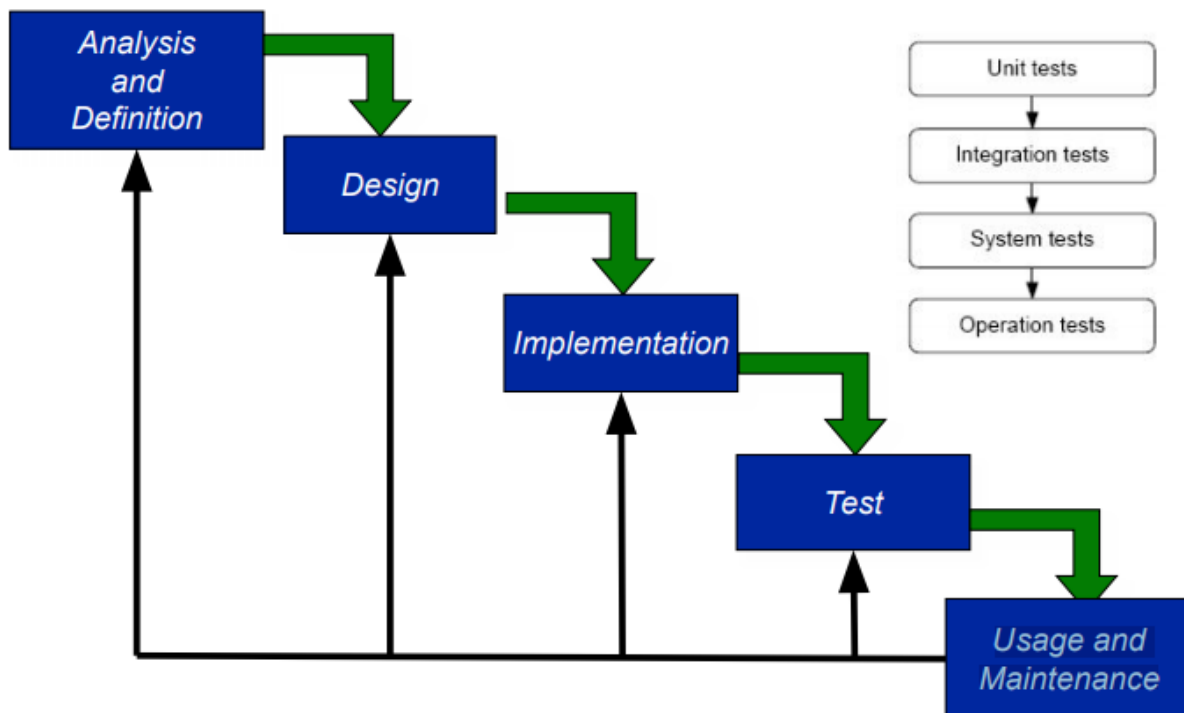 Analysis
and
Definition
Design
Implementation
Test
Usage and
Maintenance
Unit tests
Integration tests
System tests
Operation tests